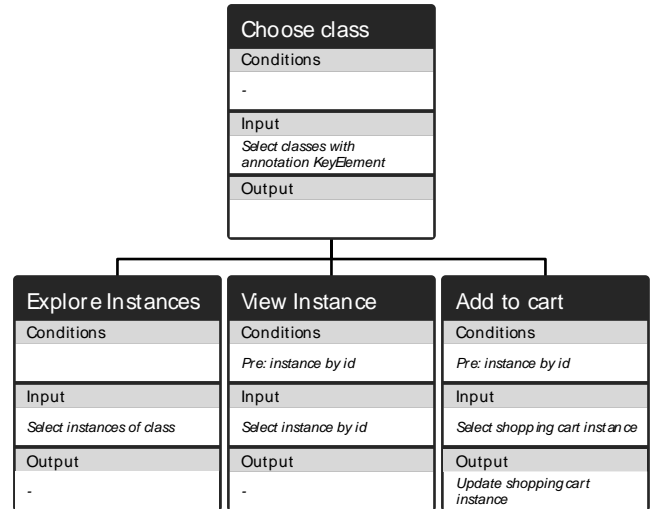 Choose class
Conditions
-
Input
Select classes with
annotation KeyElement
Output
Explore Instances
Conditions
Input
Select instances of class
Output
-
View Instance
Conditions
Pre: instance by id
Input
Select instance by id
Output
-
Add to cart
Conditions
Pre: instance by id
Input
Select shopping cart instance
Output
Update shopping cart
instance